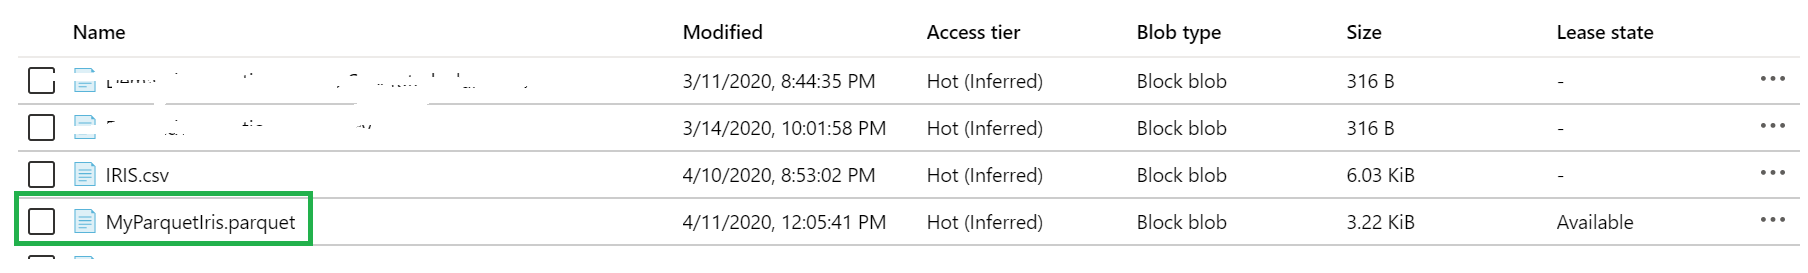 Name Modified Access tier Blob type Size Lease state
3/11/2020, 8:44:35 PM Hot (Inferred) Block blob 316 B - •••
3/14/2020, 10:01:58 PM Hot (Inferred) Block blob 316 B - •••
IRIS.csv 4/10/2020, 8:53:02 PM Hot (Inferred) Block blob 6.03 KiB - •••
MyParquetIris.parquet 4/11/2020, 12:05:41 PM Hot (Inferred) Block blob 3.22 KiB Available •••